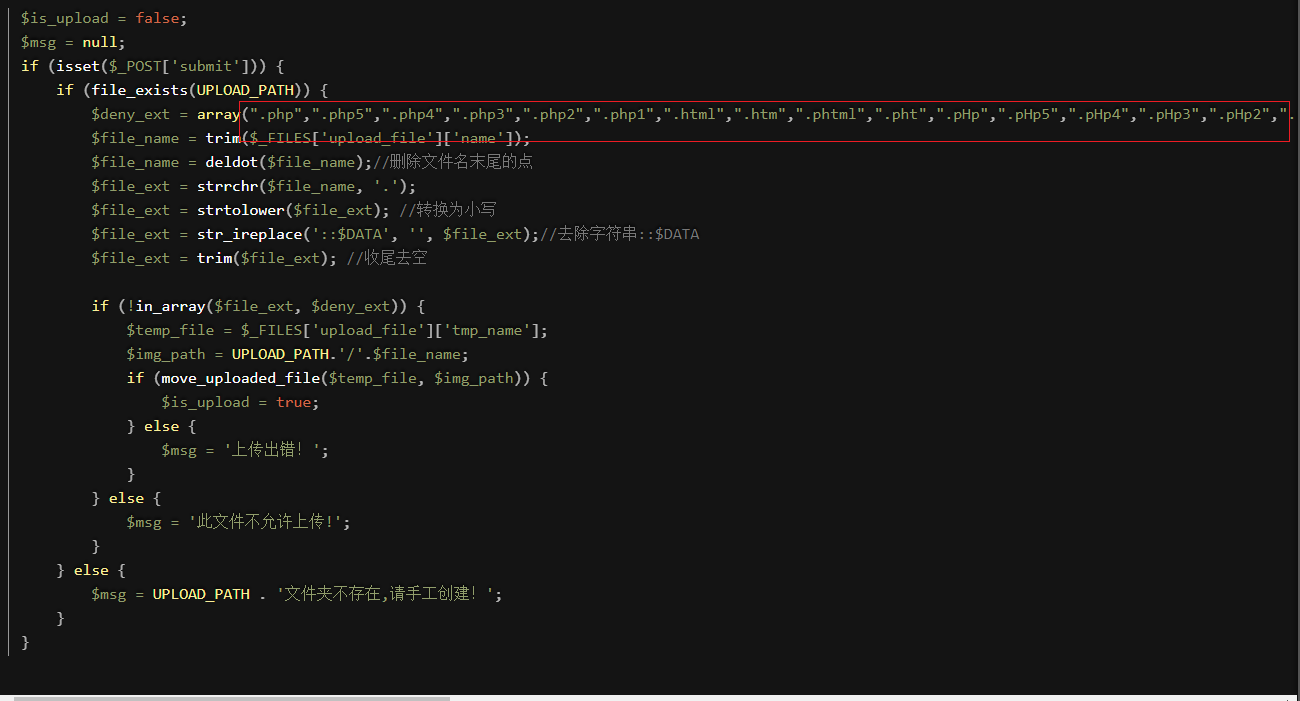 $is_upload = false;
$msg = null;
if (isset($_POST['submit'])) {
    if (file_exists(UPLOAD_PATH)) {
        $deny_ext = array(".php",".php5",".php4",".php3",".php2",".php1",".html",".htm",".phtml",".pht",".pHp",".pHp5",".pHp4",".pHp3",".pHp2",".
        $file_name = trim($_FILES['upload_file']['name']);
        $file_name = deldot($file_name);//删除文件名末尾的点
        $file_ext = strrchr($file_name, '.');
        $file_ext = strtolower($file_ext); //转换为小写
        $file_ext = str_ireplace('::$DATA', '', $file_ext);//去除字符串::$DATA
        $file_ext = trim($file_ext); //收尾去空
        if (!in_array($file_ext, $deny_ext)) {
            $temp_file = $_FILES['upload_file']['tmp_name'];
            $img_path = UPLOAD_PATH.'/'.$file_name;
            if (move_uploaded_file($temp_file, $img_path)) {
                $is_upload = true;
            } else {
                $msg = '上传出错！';
            }
        } else {
            $msg = '此文件不允许上传!';
        }
    } else {
        $msg = UPLOAD_PATH . '文件夹不存在,请手工创建！';
    }
}